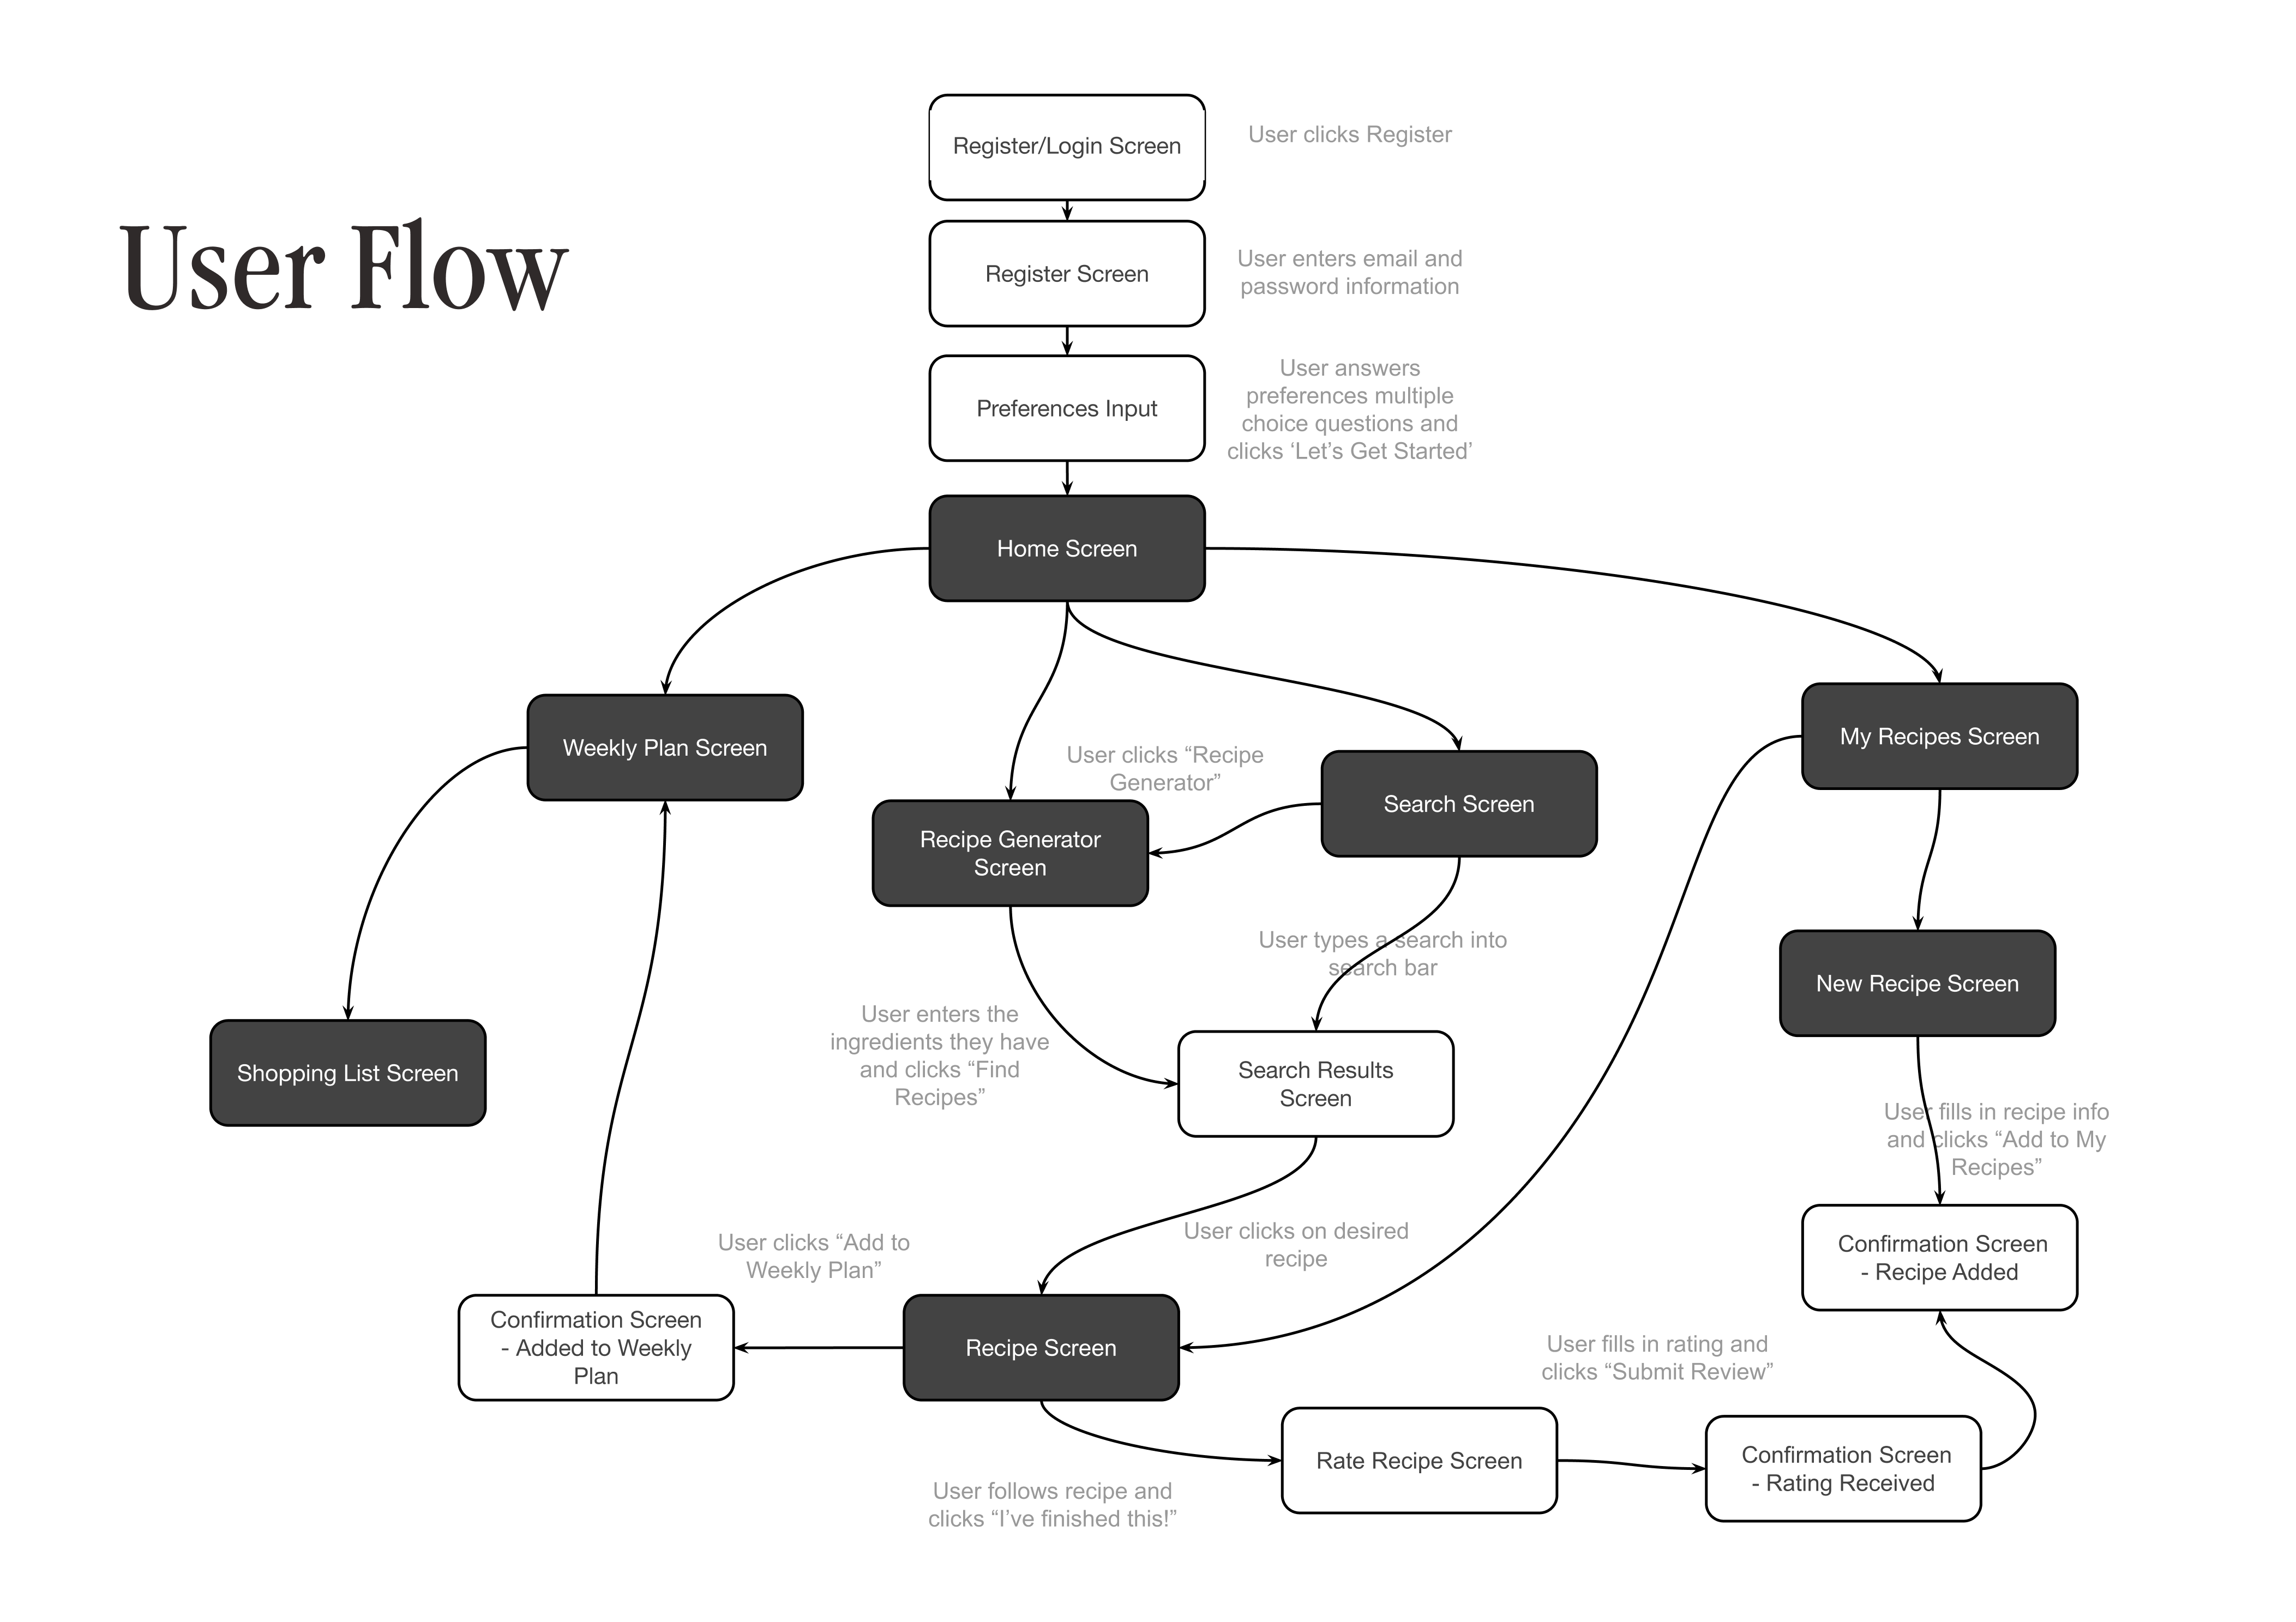 Register/Login Screen
User clicks Register
User Flow
Register Screen
User enters email and
password information
Preferences Input
User answers
preferences multiple
choice questions and
clicks ‘Let’s Get Started’
Home Screen
Weekly Plan Screen
My Recipes Screen
User clicks “Recipe
Generator”
Search Screen
Recipe Generator
Screen
User types a search into
search bar
New Recipe Screen
User enters the
ingredients they have
and clicks “Find
Recipes”
Shopping List Screen
Search Results
Screen
User fills in recipe info
and clicks “Add to My
Recipes”
User clicks “Add to
Weekly Plan”
User clicks on desired
recipe
Confirmation Screen
- Recipe Added
Confirmation Screen
- Added to Weekly
Plan
Recipe Screen
User fills in rating and
clicks “Submit Review”
Rate Recipe Screen
Confirmation Screen
- Rating Received
User follows recipe and
clicks “I’ve finished this!”